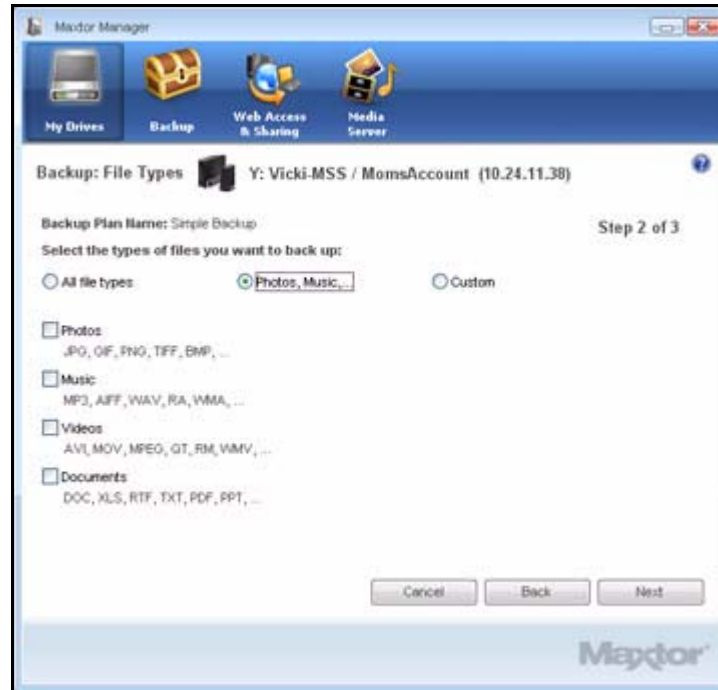 Maxtor Manager
My Drives
Backup
Web Access & Sharing
Media Server
Backup: File Types Y: Vicki-MSS / MomsAccount (10.24.11.38)
Backup Plan Name: Simple Backup
Step 2 of 3
Select the types of files you want to back up:
All file types Photos, Music,... Custom
Photos
JPG, GIF, PNG, TIFF, BMP, ...
Music
MP3, AIFF, WAV, RA, WMA, ...
Videos
AVI, MOV, MPEG, QT, RM, WMV, ...
Documents
DOC, XLS, RTF, TXT, PDF, PPT, ...
Cancel Back Next
Maxtor